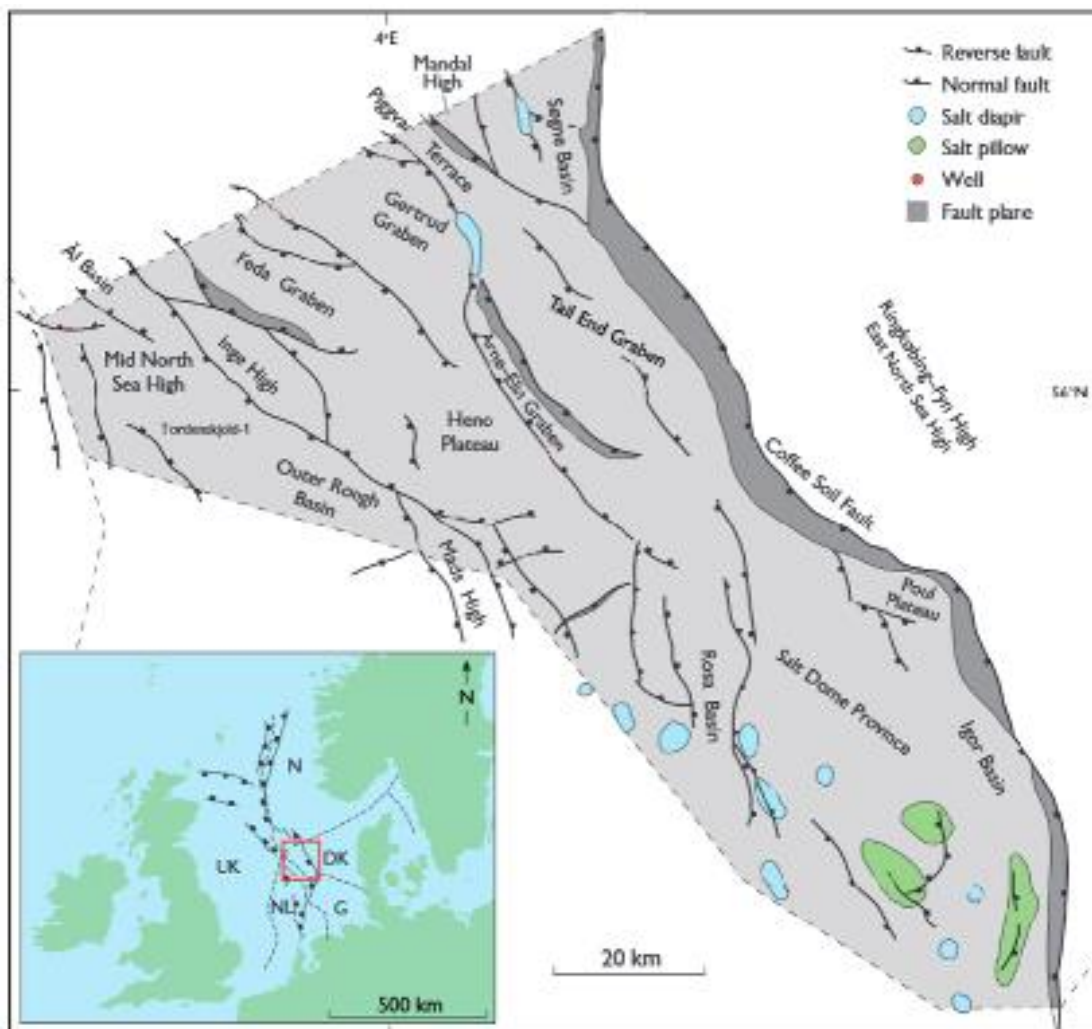 4°E
Mandal
High
Reverse fault
Normal fault
Salt diapir
Salt pillow
Well
Fault plare
Piggvar
Terrace
Søgne Basin
Gertrud
Graben
Ål Basin
Feda Graben
Inge High
Mid North
Sea High
Tail End Graben
Arne-Elin Graben
Ringkøbing-Fyn High
East North Sea High
56°N
Tordenskjold-1
Heno
Plateau
Outer Rough
Basin
Coffee Soil Fault
Mads High
Poul
Plateau
Rosa Basin
Salt Dome Province
Igor Basin
N
N
UK
DK
NL
G
500 km
20 km